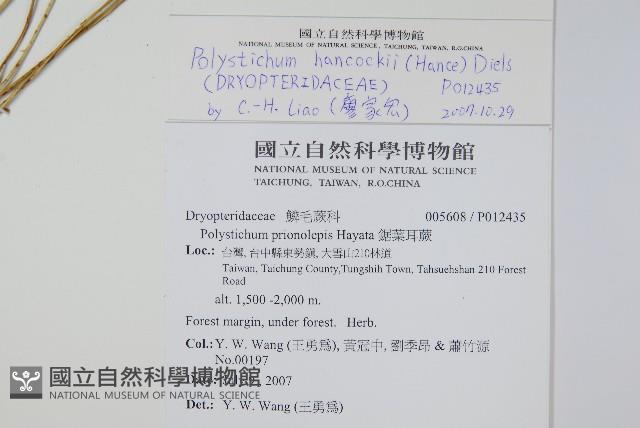 國立自然科學博物館
NATIONAL MUSEUM OF NATURAL SCIENCE, TAICHUNG, TAIWAN, R.O.CHINA
Polystichum hancockii (Hance) Diels
(DRYOPTERIDACEAE) P012435
by C.-H. Liao (廖家宏) 2007.10.29
國立自然科學博物館
NATIONAL MUSEUM OF NATURAL SCIENCE
TAICHUNG, TAIWAN, R.O.CHINA
Dryopteridaceae 鱗毛蕨科 005608 / P012435
Polystichum prionolepis Hayata 鋸葉耳蕨
Loc.: 台灣, 台中縣東勢鎮, 大雪山210林道
Taiwan, Taichung County,Tungshih Town, Tahsuehshan 210 Forest
Road
alt. 1,500 -2,000 m.
Forest margin, under forest. Herb.
Col.: Y. W. Wang (王勇為), 黃冠中, 劉季昂 & 蕭竹源
No.00197
2007
Det.: Y. W. Wang (王勇為)
國立自然科學博物館
NATIONAL MUSEUM OF NATURAL SCIENCE